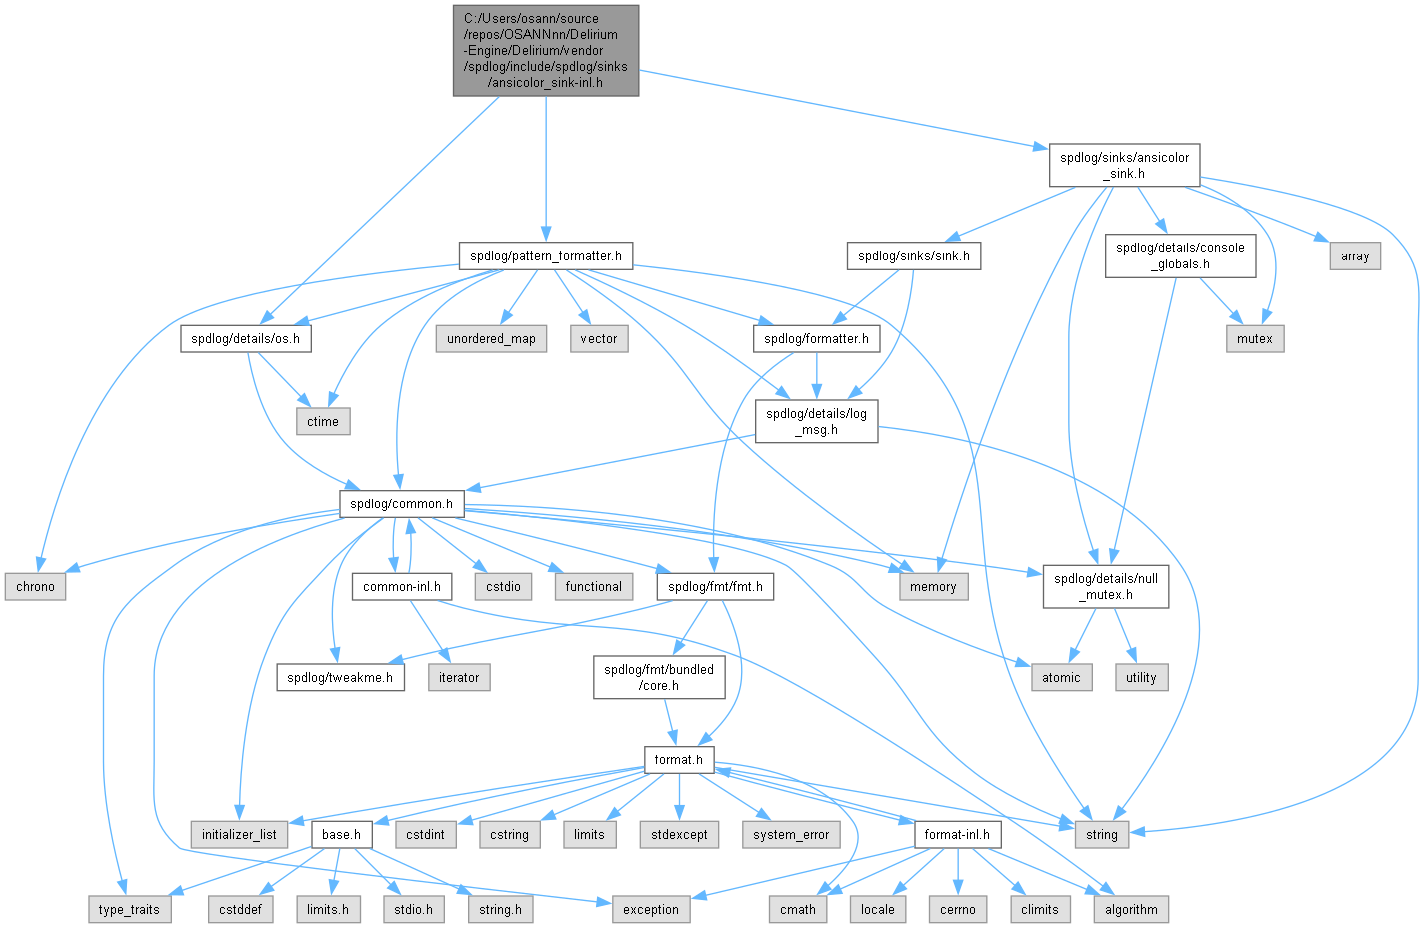 C:/Users/osann/source
/repos/OSANNnn/Delirium
-Engine/Delirium/vendor
/spdlog/include/spdlog/sinks
/ansicolor_sink-inl.h
spdlog/sinks/ansicolor
_sink.h
spdlog/pattern_formatter.h
spdlog/sinks/sink.h
spdlog/details/console
_globals.h
array
spdlog/details/os.h
unordered_map
vector
spdlog/formatter.h
mutex
ctime
spdlog/details/log
_msg.h
spdlog/common.h
chrono
common-inl.h
cstdio
functional
spdlog/fmt/fmt.h
memory
spdlog/details/null
_mutex.h
spdlog/tweakme.h
iterator
spdlog/fmt/bundled
/core.h
atomic
utility
format.h
initializer_list
base.h
cstdint
cstring
limits
stdexcept
system_error
format-inl.h
string
type_traits
cstddef
limits.h
stdio.h
string.h
exception
cmath
locale
cerrno
climits
algorithm